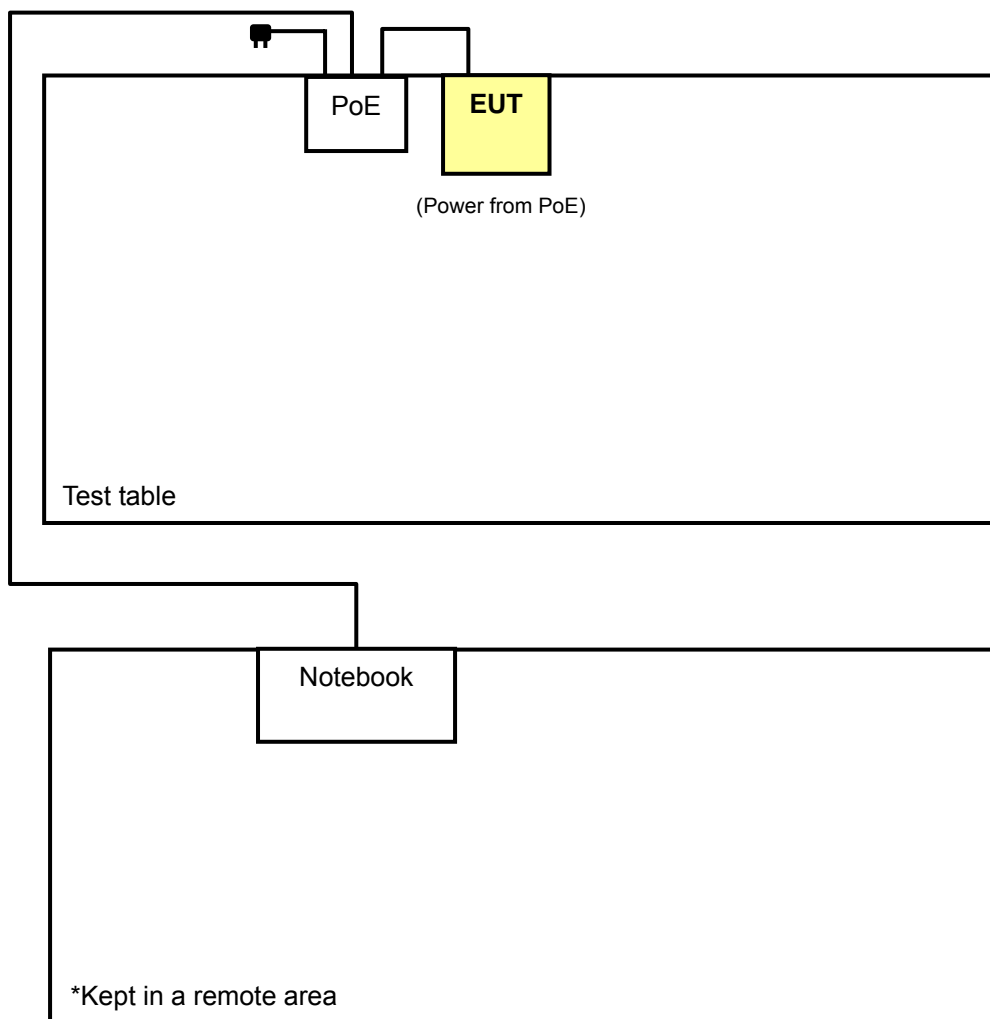 PoE
EUT
(Power from PoE)
Test table
Notebook
*Kept in a remote area